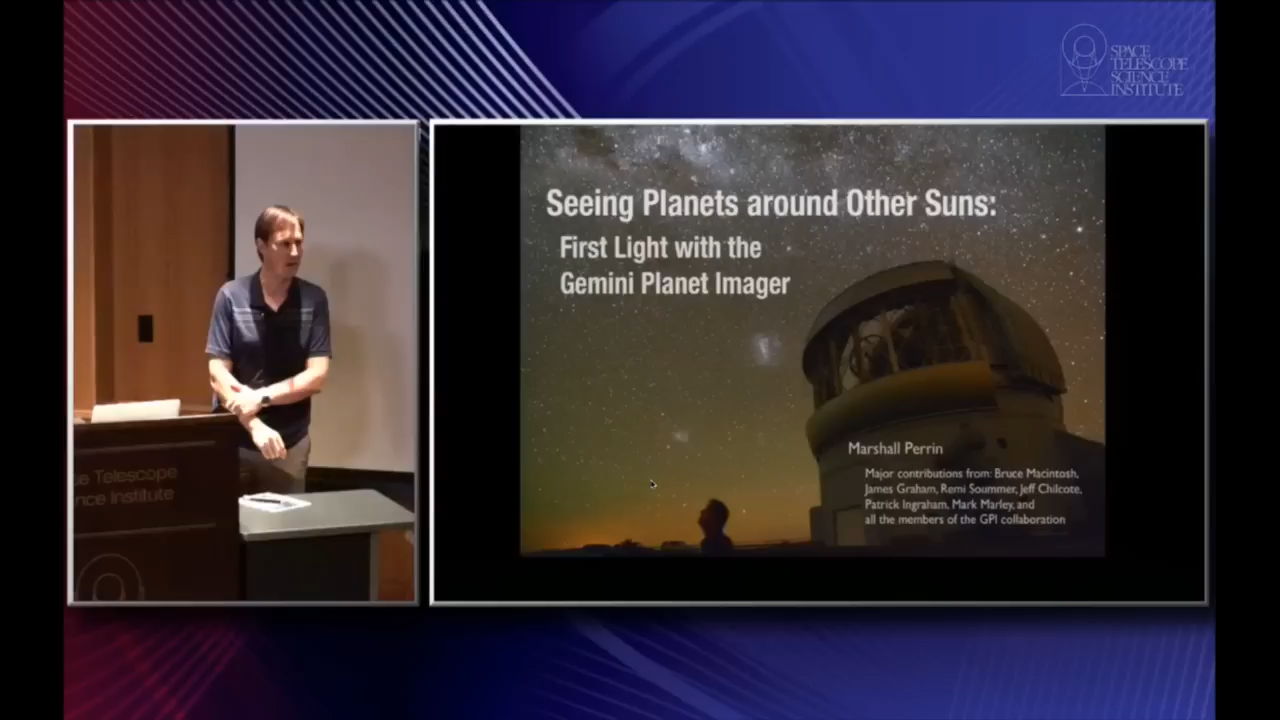 SPACE
TELESCOPE
SCIENCE
INSTITUTE
Seeing Planets around Other Suns:
First Light with the
Gemini Planet Imager
Marshall Perrin
Major contributions from: Bruce Macintosh,
James Graham, Remi Soummer, Jeff Chilcote,
Patrick Ingraham, Mark Marley, and
all the members of the GPI collaboration
ce Telescope
nce Institute